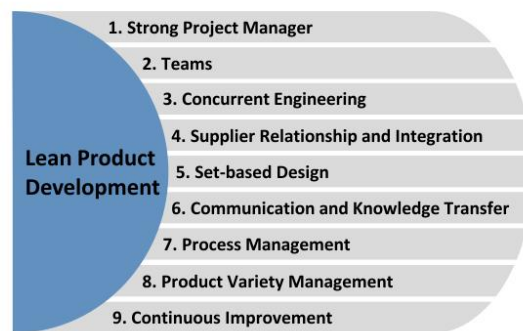 1. Strong Project Manager
2. Teams
3. Concurrent Engineering
4. Supplier Relationship and Integration
Lean Product
Development
5. Set-based Design
6. Communication and Knowledge Transfer
7. Process Management
8. Product Variety Management
9. Continuous Improvement